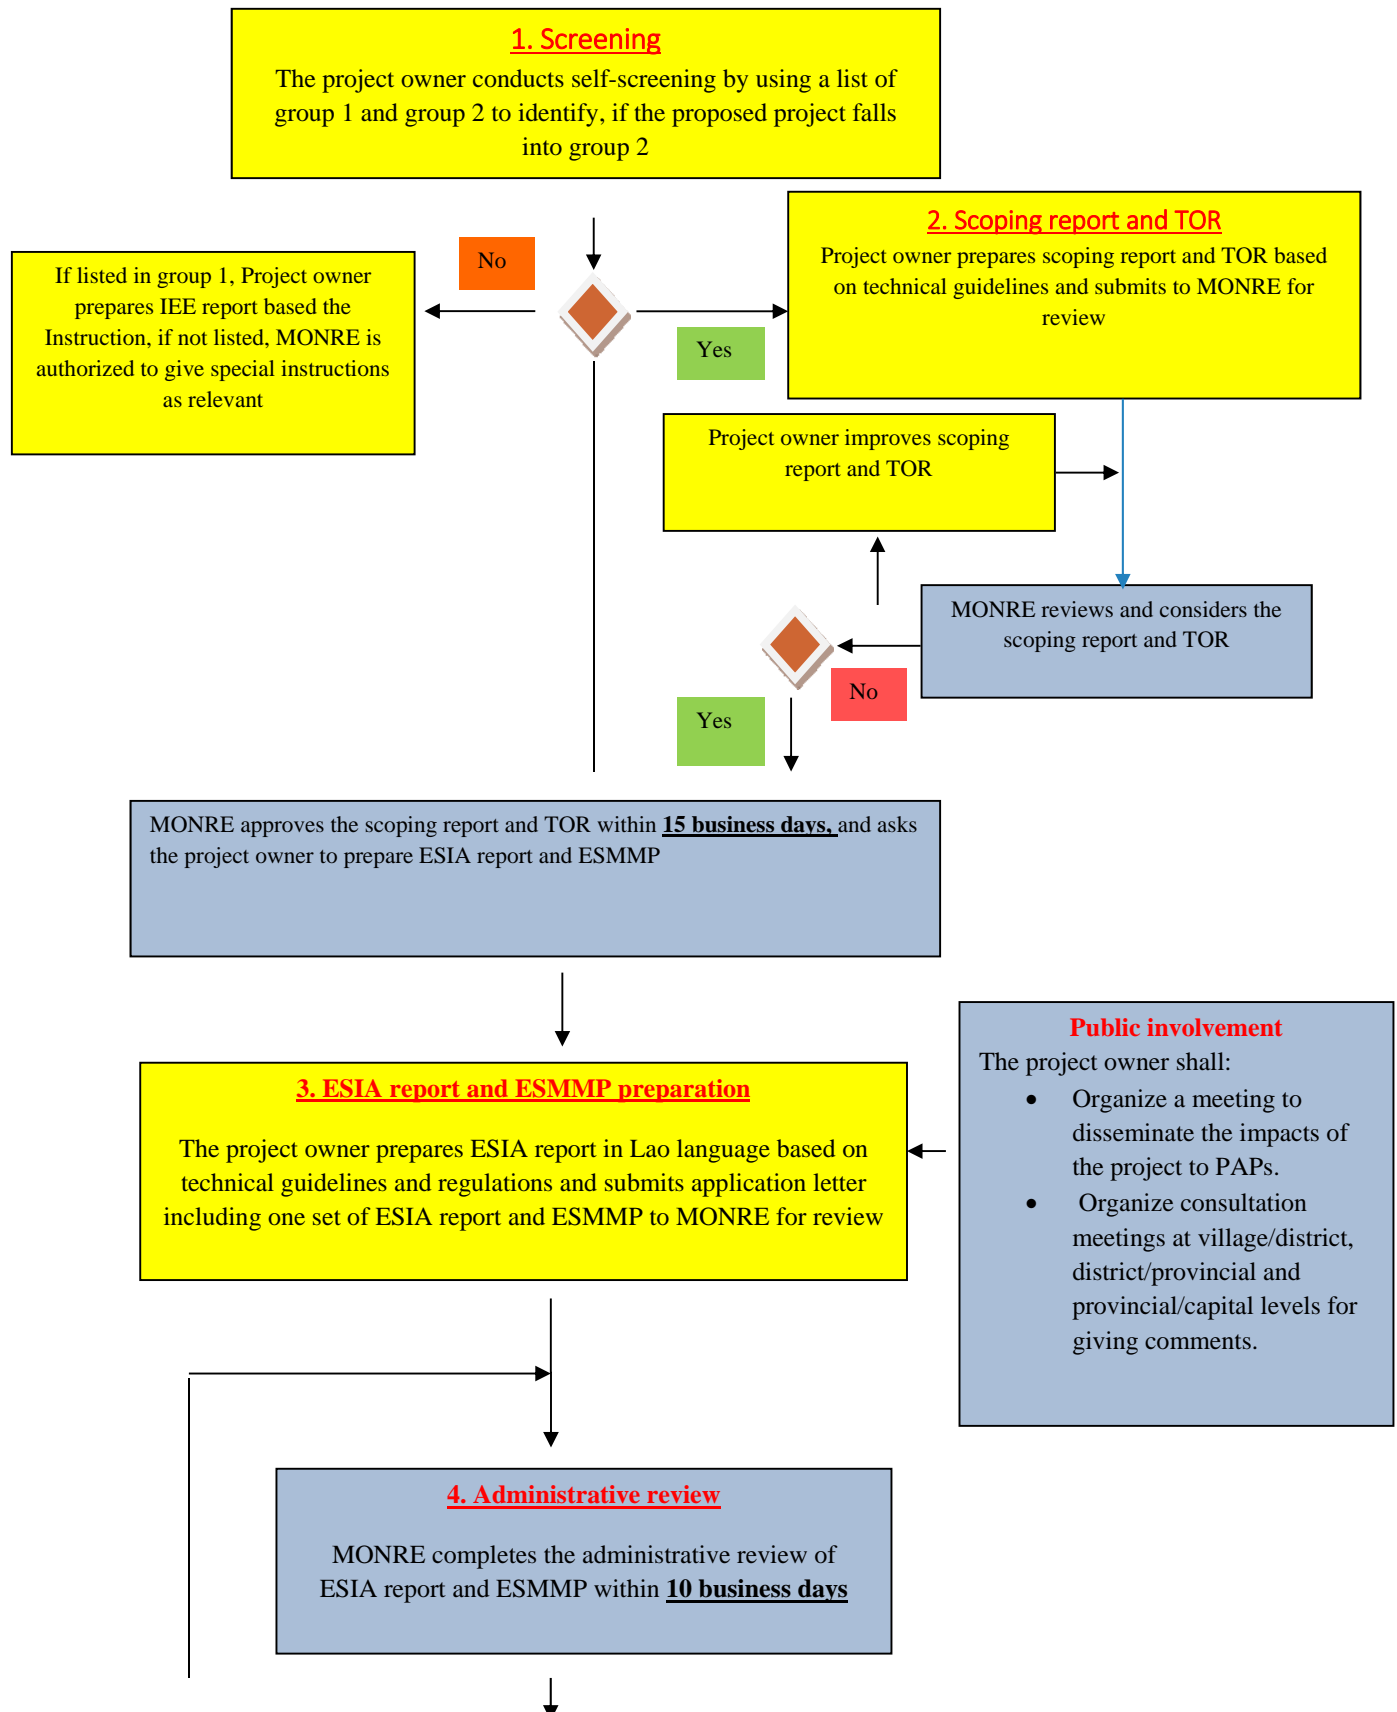 1. Screening
The project owner conducts self-screening by using a list of
group 1 and group 2 to identify, if the proposed project falls
into group 2
2. Scoping report and TOR
Project owner prepares scoping report and TOR based
on technical guidelines and submits to MONRE for
review
No
If listed in group 1, Project owner
prepares IEE report based the
Instruction, if not listed, MONRE is
authorized to give special instructions
as relevant
Yes
Project owner improves scoping
report and TOR
MONRE reviews and considers the
scoping report and TOR
No
Yes
MONRE approves the scoping report and TOR within 15 business days, and asks
the project owner to prepare ESIA report and ESMMP
Public involvement
The project owner shall:
• Organize a meeting to
disseminate the impacts of
the project to PAPs.
• Organize consultation
meetings at village/district,
district/provincial and
provincial/capital levels for
giving comments.
3. ESIA report and ESMMP preparation
The project owner prepares ESIA report in Lao language based on
technical guidelines and regulations and submits application letter
including one set of ESIA report and ESMMP to MONRE for review
4. Administrative review
MONRE completes the administrative review of
ESIA report and ESMMP within 10 business days